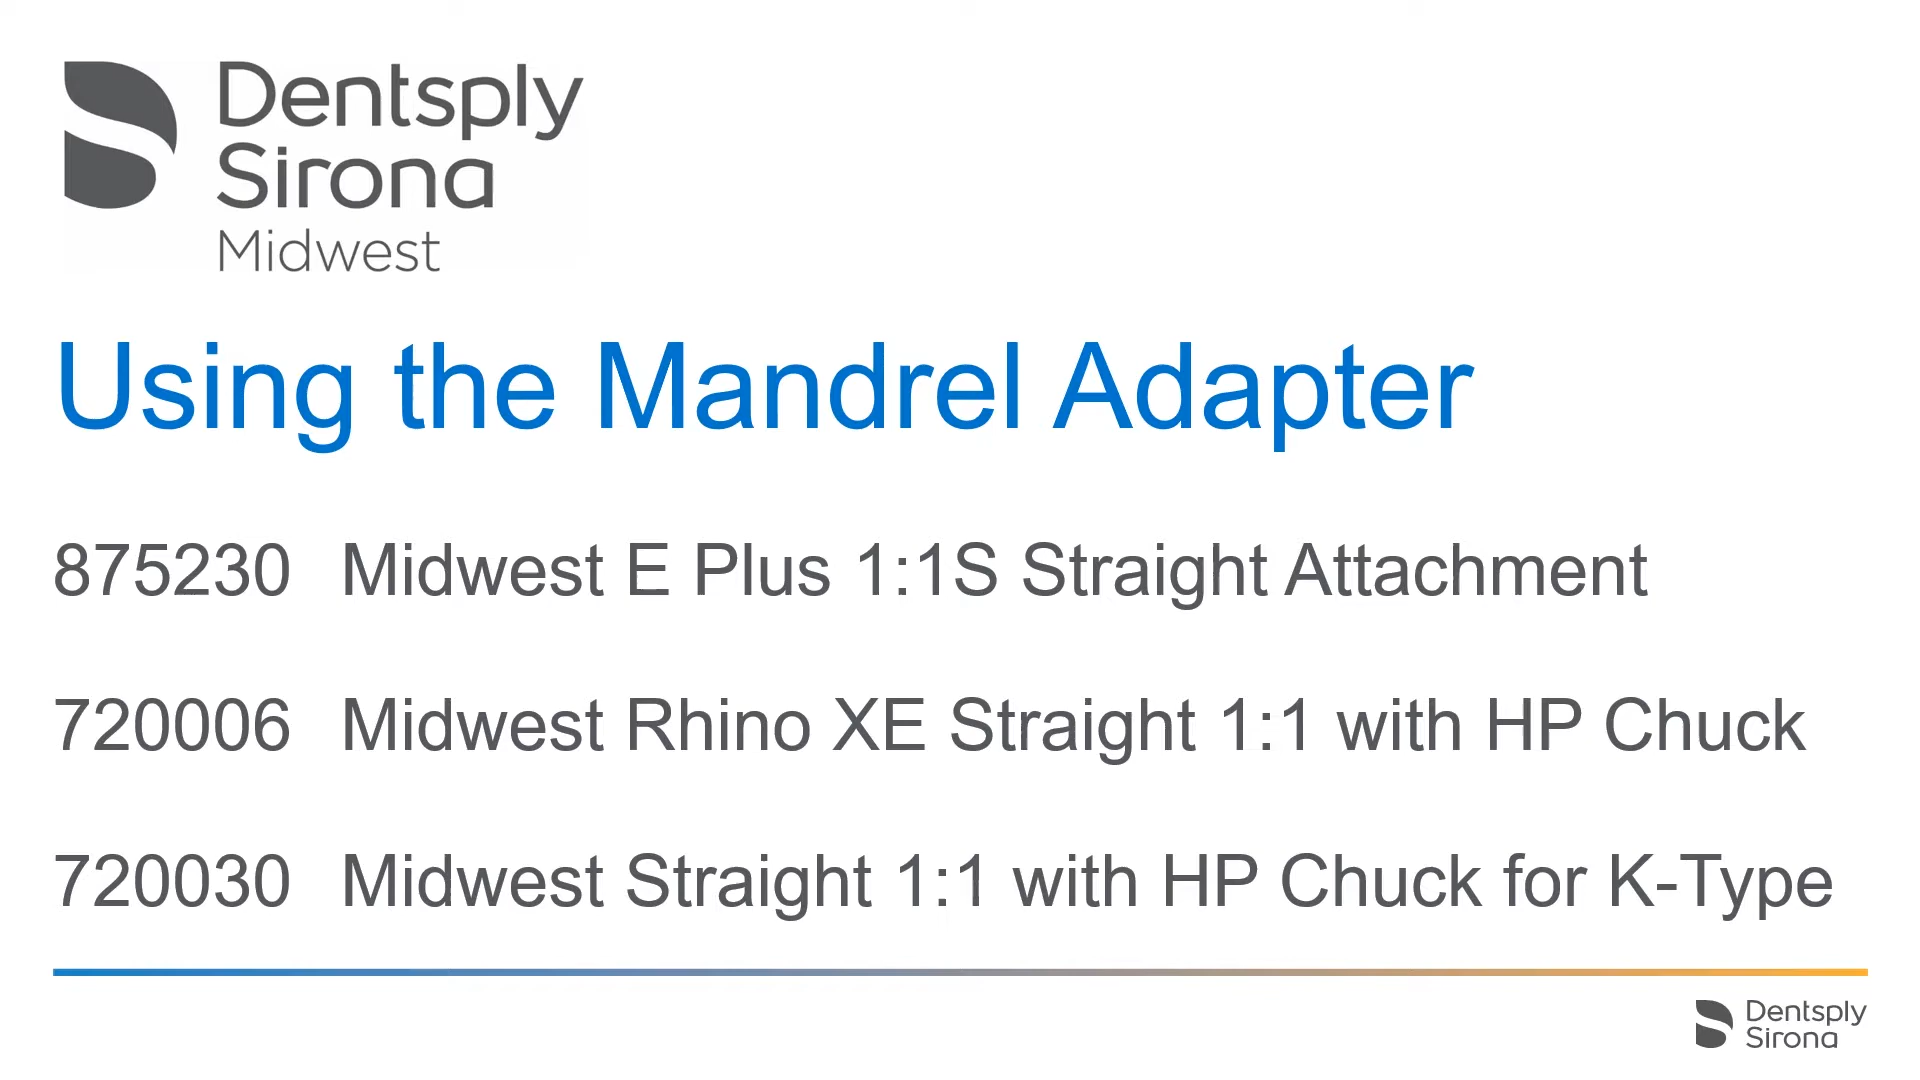 Dentsply
Sirona
Midwest
Using the Mandrel Adapter
875230 Midwest E Plus 1:1S Straight Attachment
720006 Midwest Rhino XE Straight 1:1 with HP Chuck
720030 Midwest Straight 1:1 with HP Chuck for K-Type
Dentsply
Sirona